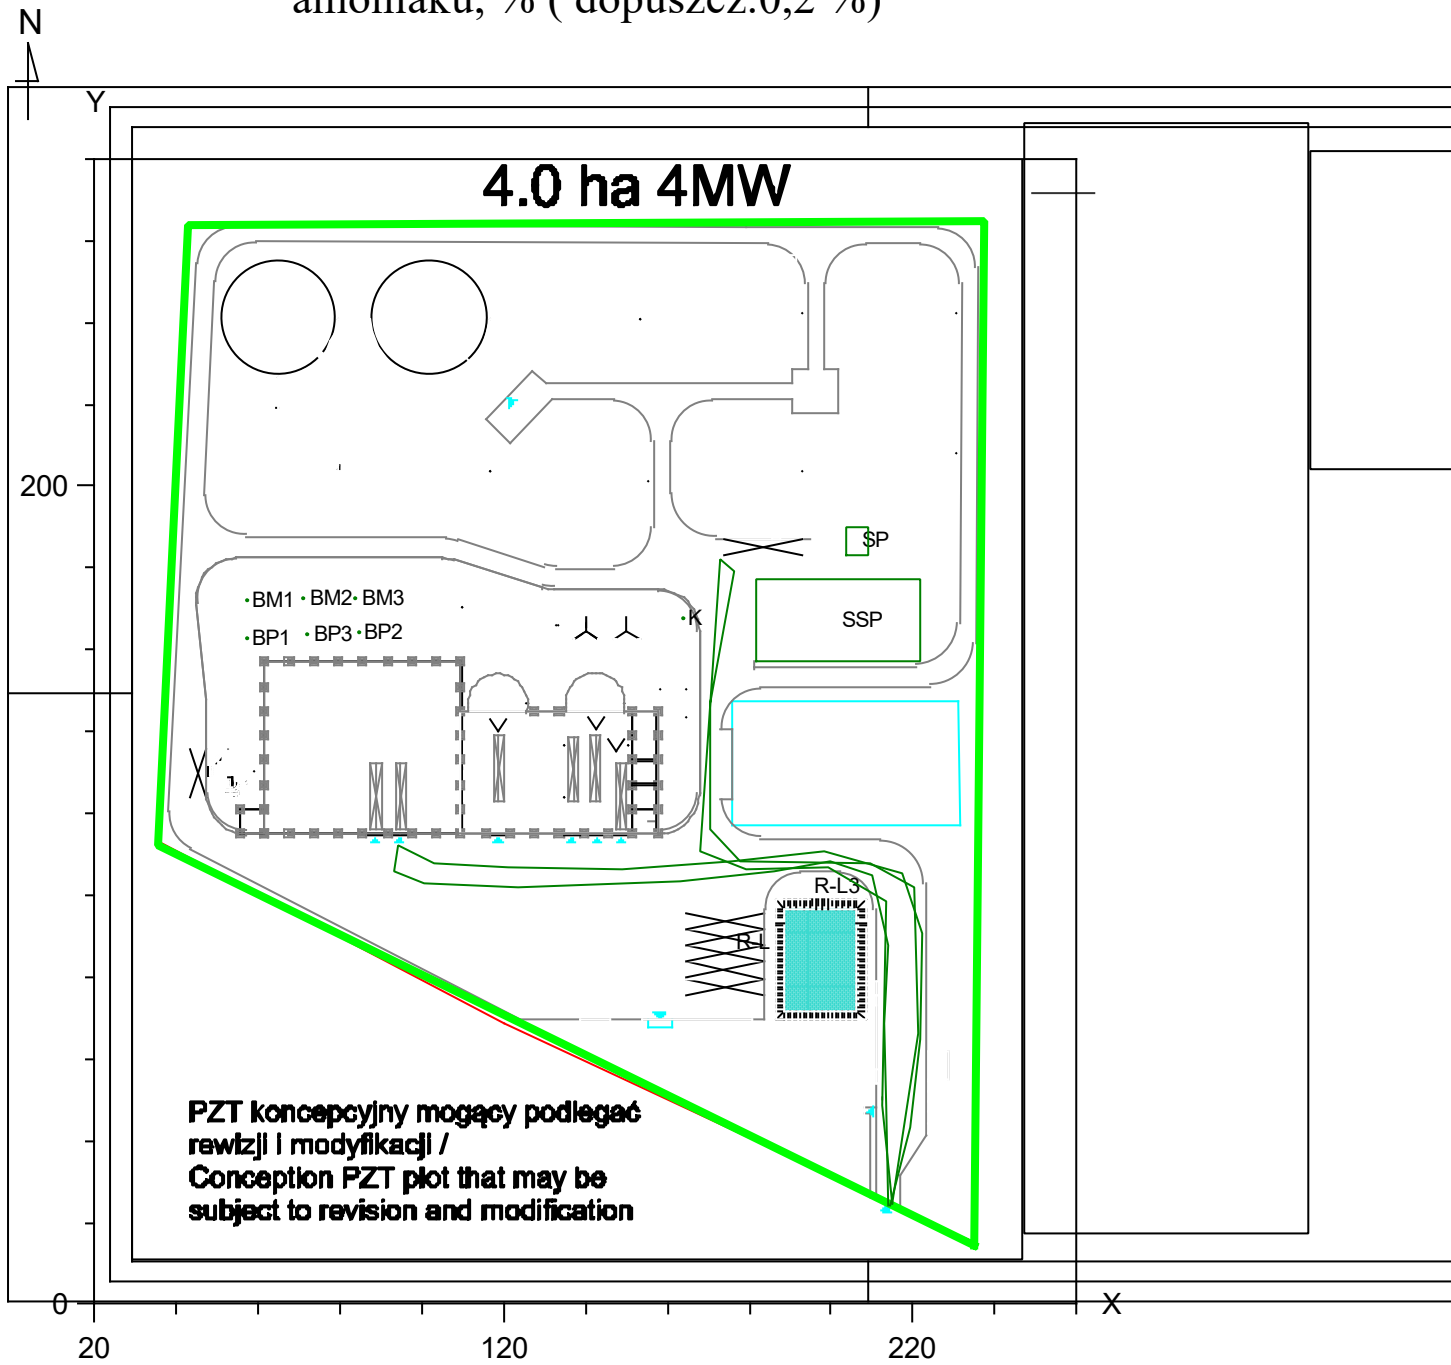 amoniaku, % ( dopuszcz.0,2 %)
N
Y
4.0 ha 4MW
200
SP
BM1 BM2 BM3
K
SSP
BP1 BP3 BP2
R-L3
R-L
PZT koncepcyjny mogący podlegać
rewizji i modyfikacji /
Conception PZT plot that may be
subject to revision and modification
0
X
20 120 220